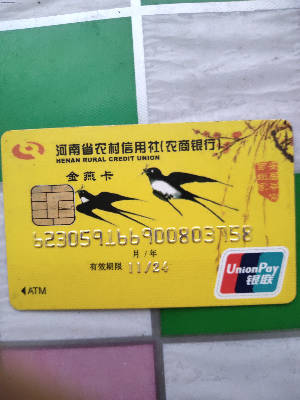 河南省农村信用社(农商银行)
HENAN RURAL CREDIT UNION
金燕卡
月/年
有效期限 11/24
ATM
UnionPay
银联